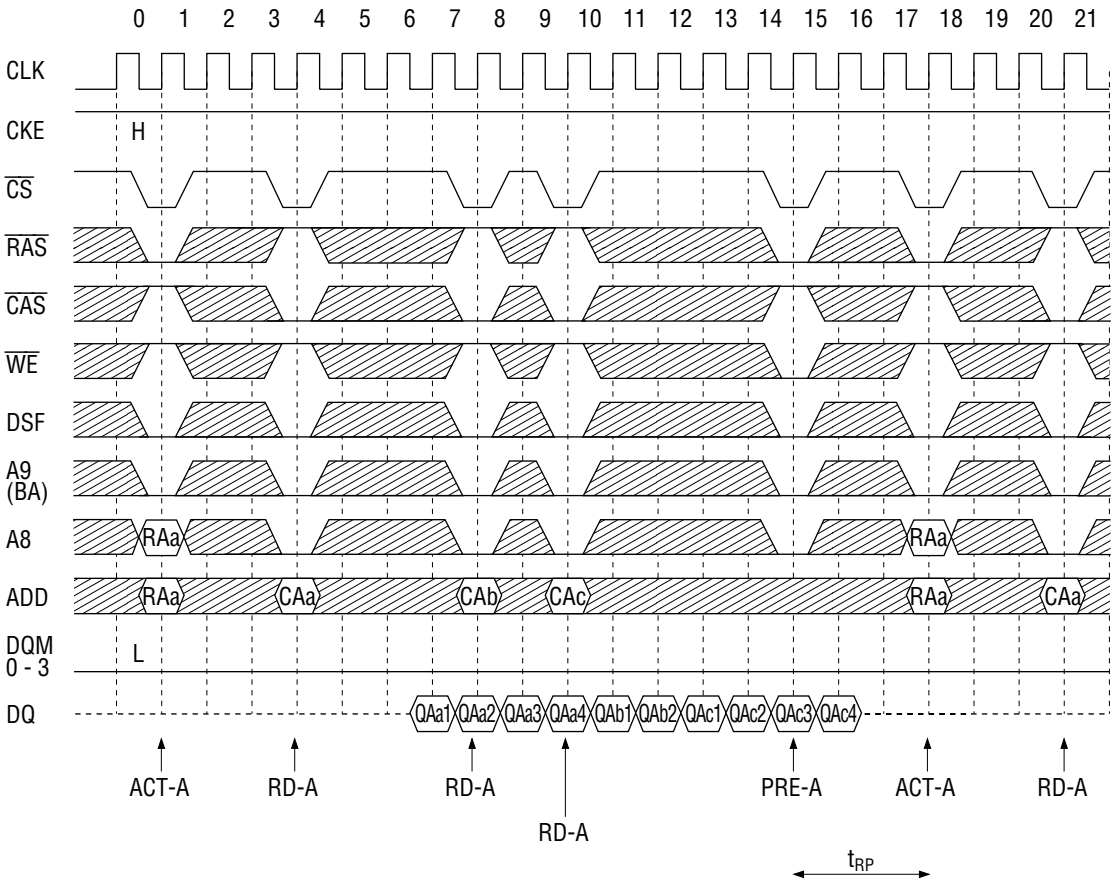 0 1 2 3 4 5 6 7 8 9 10 11 12 13 14 15 16 17 18 19 20 21
CLK
CKE H
CS
RAS
CAS
WE
DSF
A9
(BA)
A8 RAa RAa
ADD RAa CAa CAb CAc RAa CAa
DQM
0 - 3 L
DQ QAa1 QAa2 QAa3 QAa4 QAb1 QAb2 QAc1 QAc2 QAc3 QAc4
ACT-A RD-A RD-A PRE-A ACT-A RD-A
RD-A
tRP